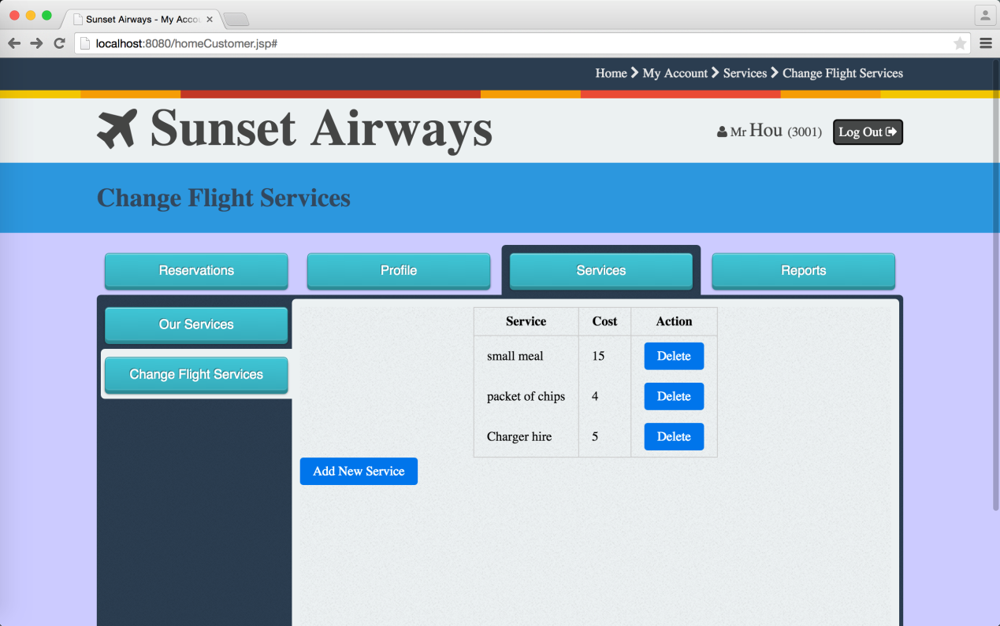 Sunset Airways - My Accou
localhost:8080/homeCustomer.jsp#
Home My Account Services Change Flight Services
Sunset Airways
Mr Hou (3001) Log Out
Change Flight Services
Reservations Profile Services Reports
Our Services
Change Flight Services
Service Cost Action
small meal 15 Delete
packet of chips 4 Delete
Charger hire 5 Delete
Add New Service